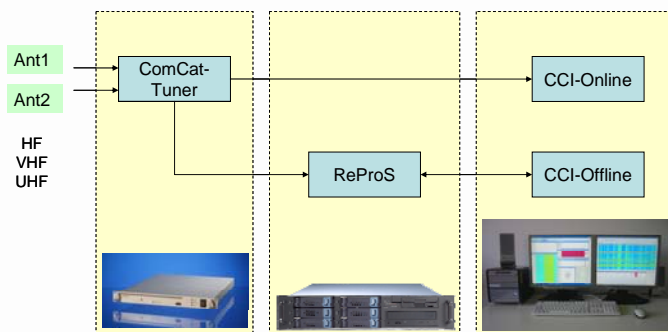 Ant1
Ant2
HF
VHF
UHF
ComCat-
Tuner
ReProS
CCI-Online
CCI-Offline